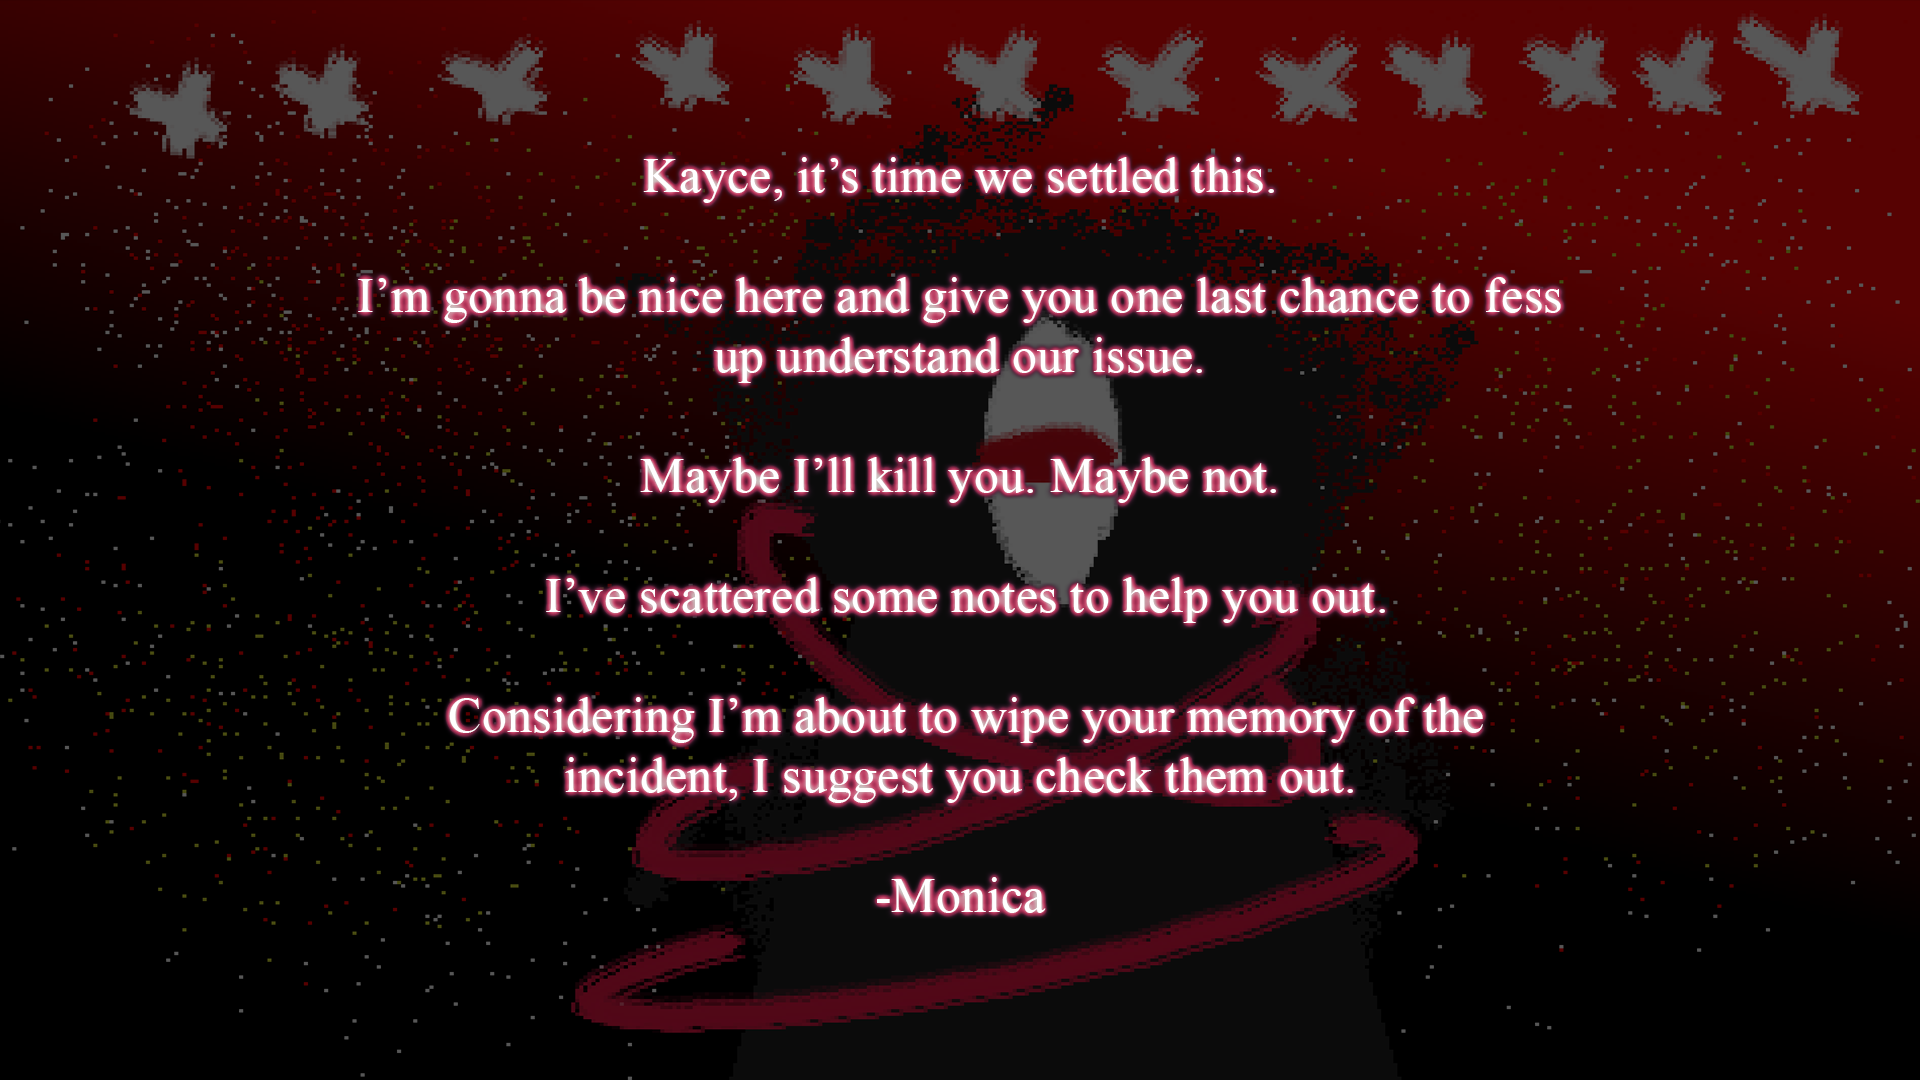 Kayce, it’s time we settled this.
I’m gonna be nice here and give you one last chance to fess
up understand our issue.
Maybe I’ll kill you. Maybe not.
I’ve scattered some notes to help you out.
Considering I’m about to wipe your memory of the
incident, I suggest you check them out.
-Monica